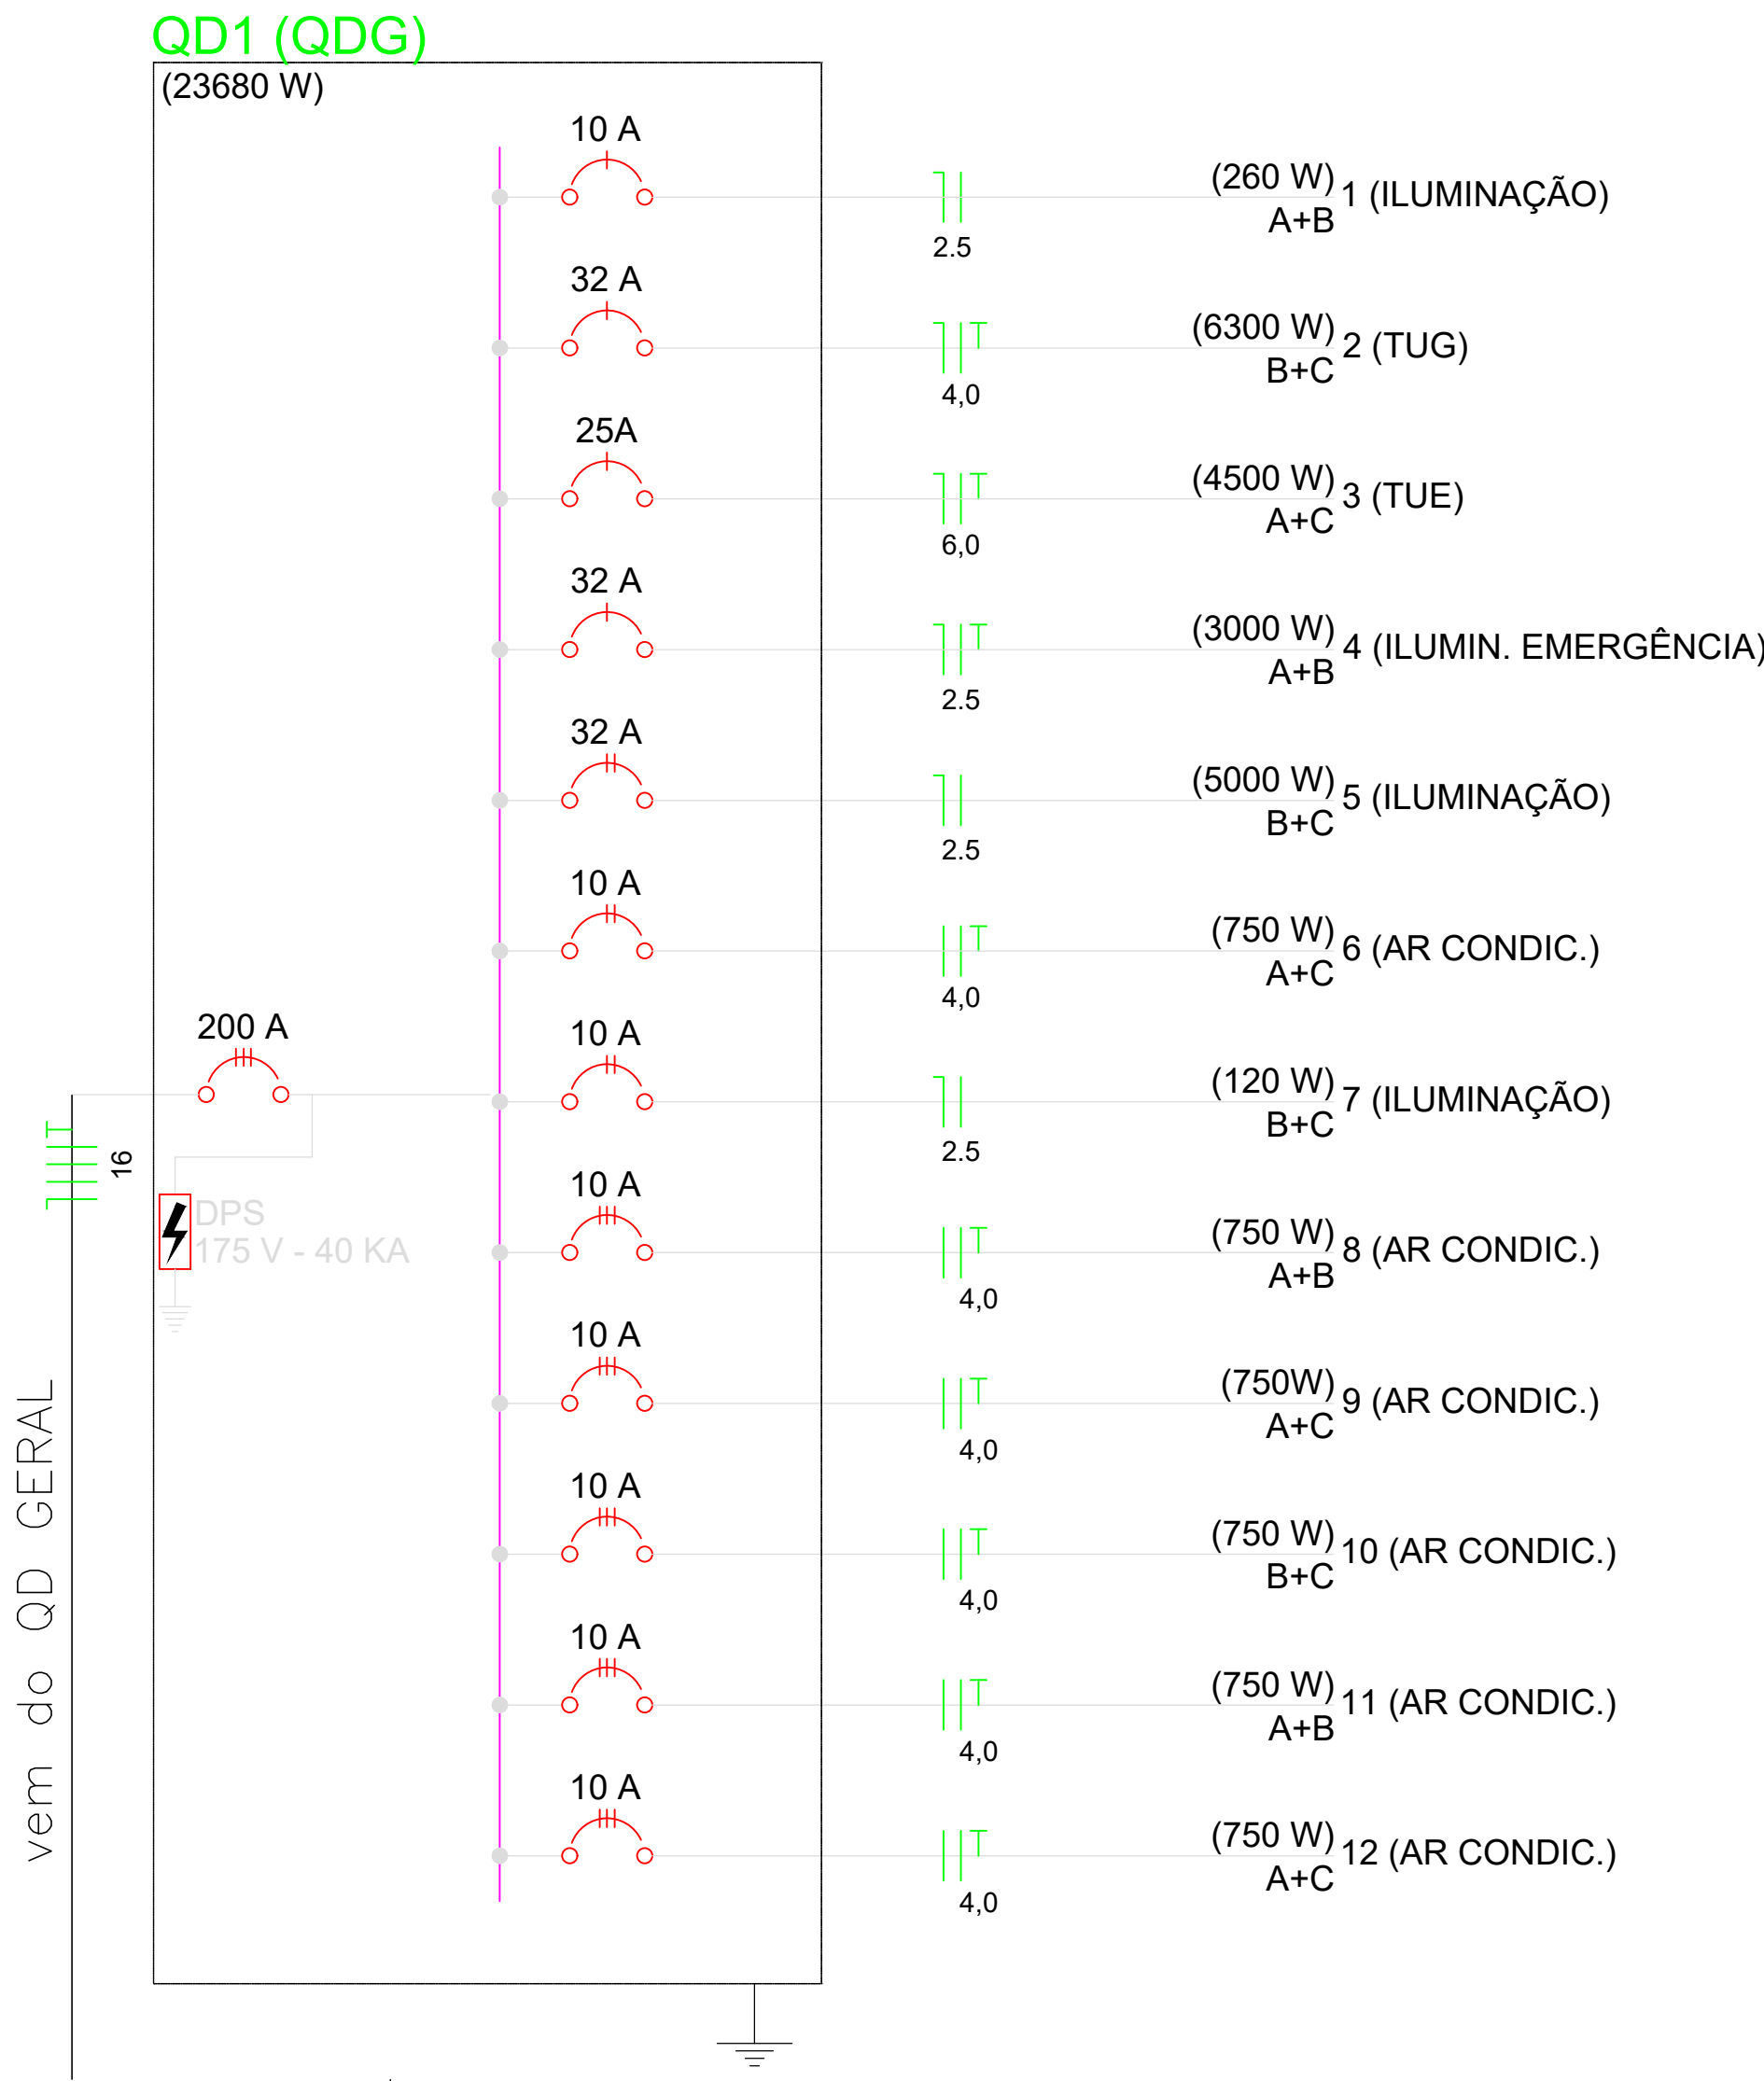 QD1 (QDG)
(23680 W)
10 A
(260 W)
1 (ILUMINAÇÃO)
A+B
2.5
32 A
(6300 W)
2 (TUG)
B+C
4,0
25A
(4500 W)
3 (TUE)
A+C
6,0
32 A
(3000 W)
4 (ILUMIN. EMERGÊNCIA)
A+B
2.5
32 A
(5000 W)
5 (ILUMINAÇÃO)
B+C
2.5
10 A
(750 W)
6 (AR CONDIC.)
A+C
4,0
200 A
10 A
(120 W)
7 (ILUMINAÇÃO)
B+C
2.5
16
DPS
175 V - 40 KA
10 A
(750 W)
8 (AR CONDIC.)
A+B
4,0
10 A
(750W)
9 (AR CONDIC.)
A+C
4,0
10 A
(750 W)
10 (AR CONDIC.)
B+C
4,0
10 A
(750 W)
11 (AR CONDIC.)
A+B
4,0
10 A
(750 W)
12 (AR CONDIC.)
A+C
4,0
vem do QD GERAL